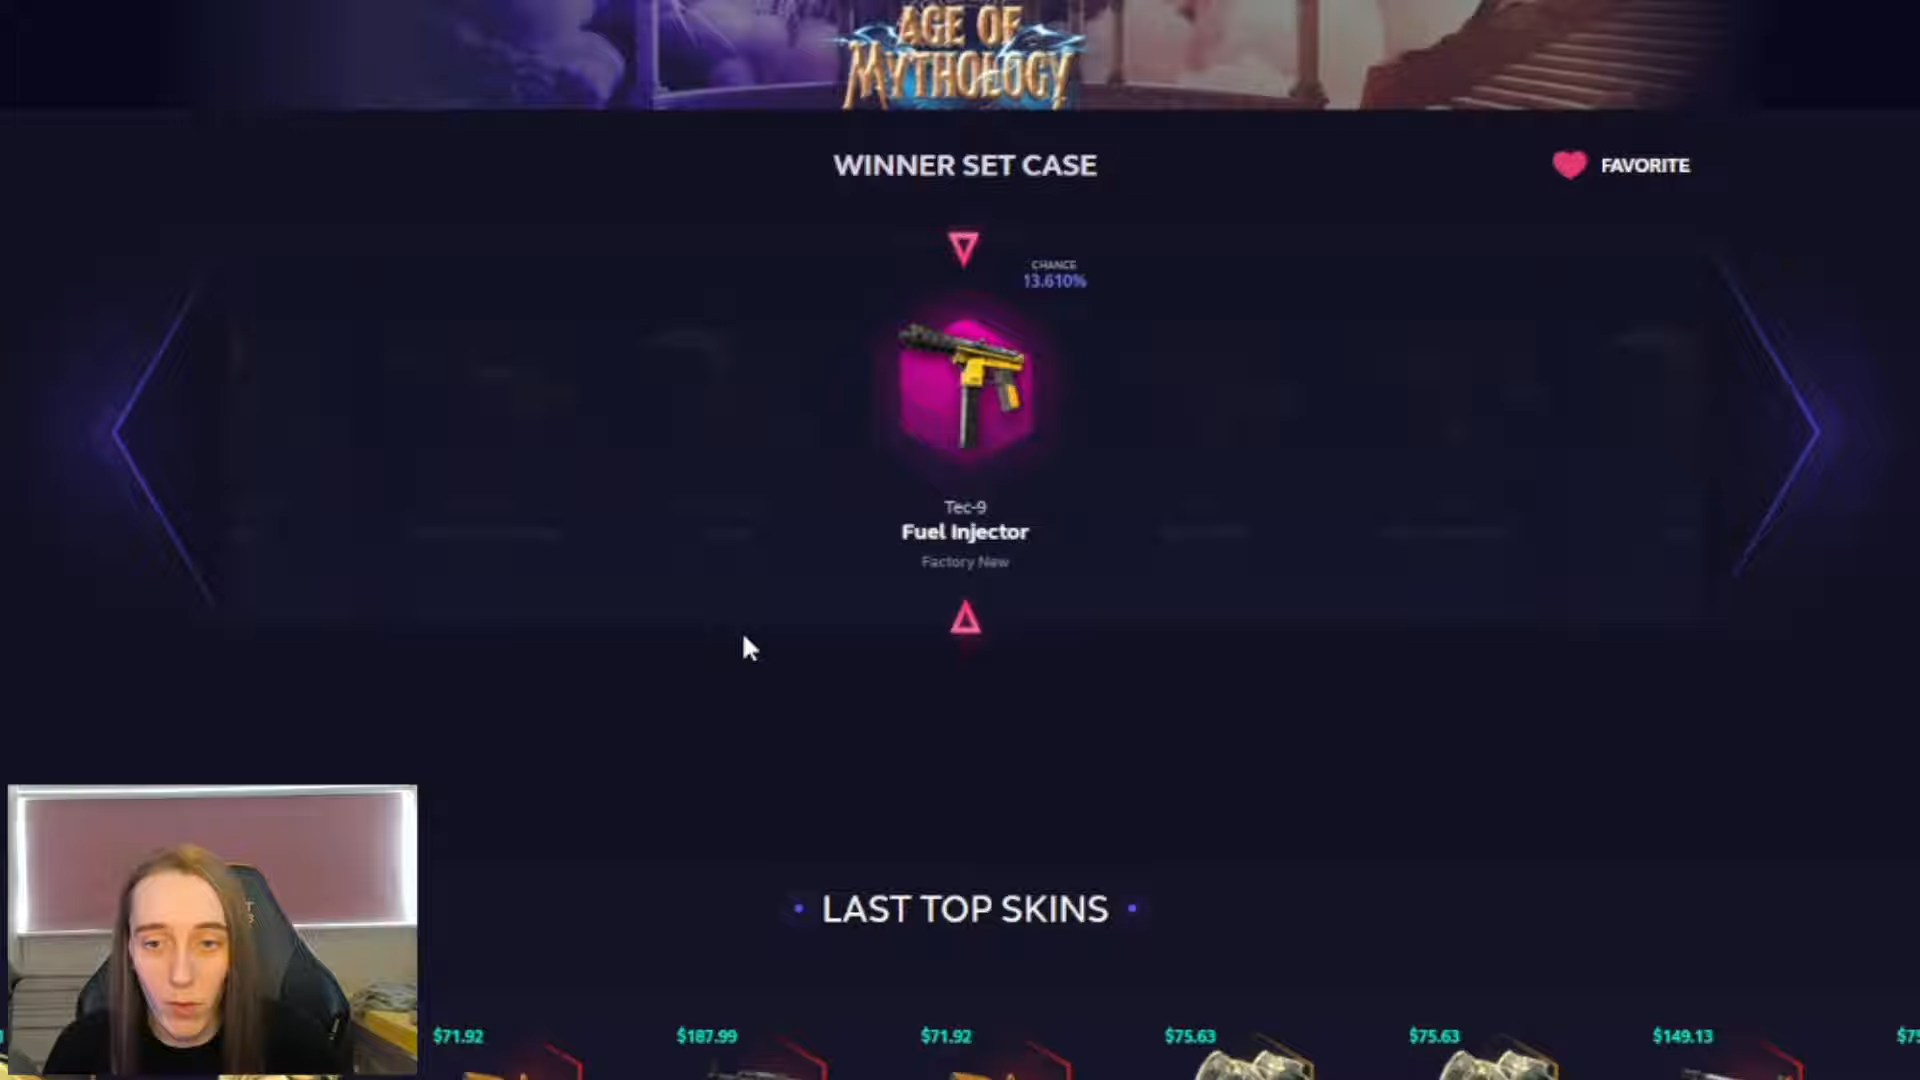 AGE OF
MYTHOLOGY
WINNER SET CASE
FAVORITE
CHANCE
13.610%
Tec-9
Fuel Injector
Factory New
LAST TOP SKINS
$71.92
$187.99
$71.92
$75.63
$75.63
$149.13